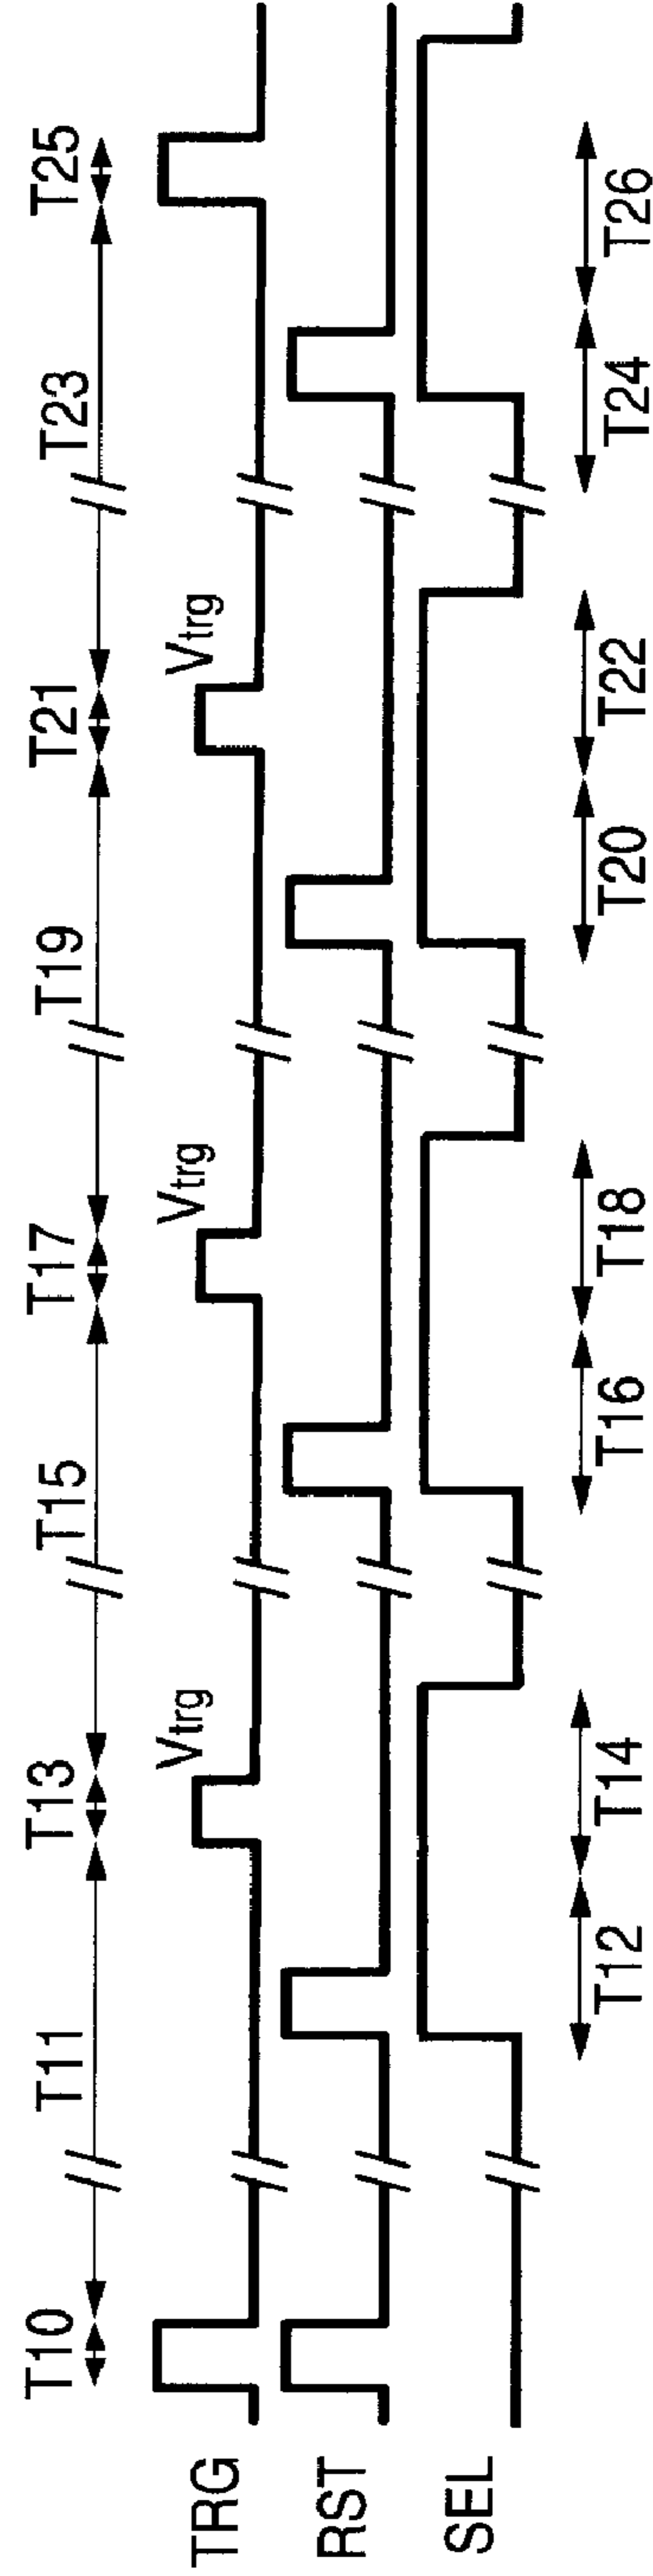 T10 T11 T13 T15 T17 T19 T21 T23 T25
Vtrg Vtrg Vtrg
TRG
RST
SEL
T12 T14 T16 T18 T20 T22 T24 T26